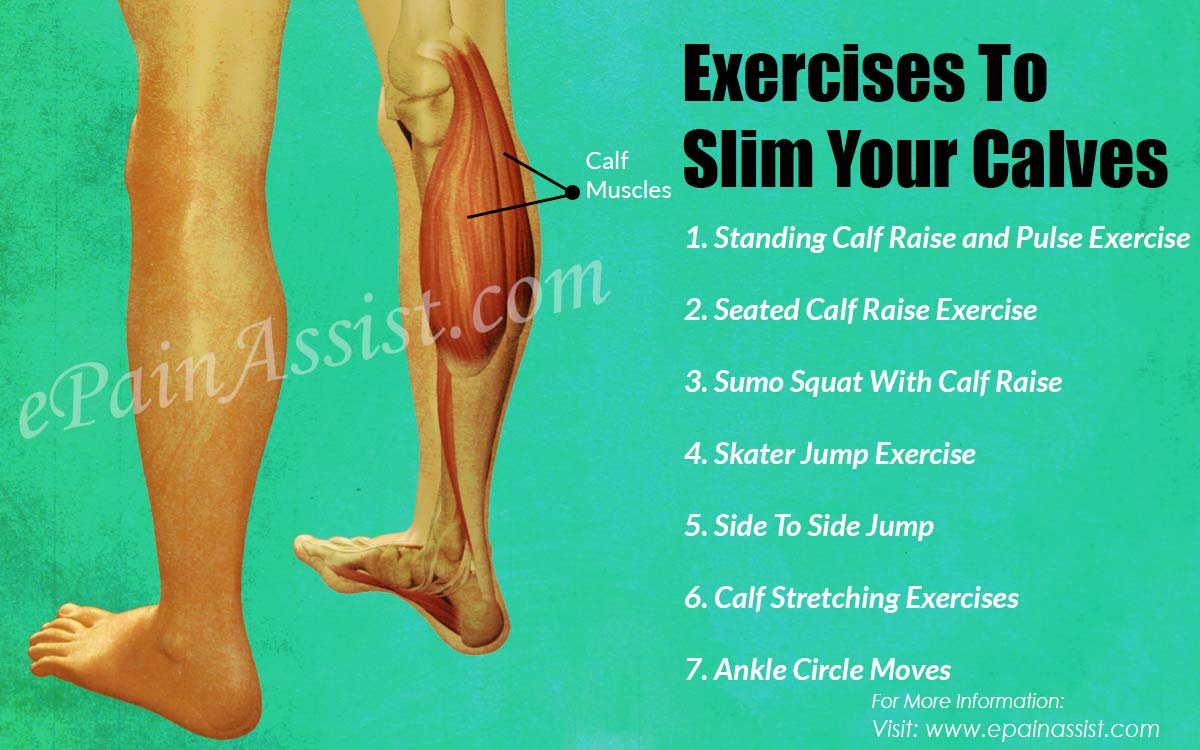 Exercises To
Slim Your Calves
Calf
Muscles
1. Standing Calf Raise and Pulse Exercise
2. Seated Calf Raise Exercise
3. Sumo Squat With Calf Raise
4. Skater Jump Exercise
5. Side To Side Jump
6. Calf Stretching Exercises
7. Ankle Circle Moves
For More Information:
Visit: www.epainassist.com
ePainAssist.com